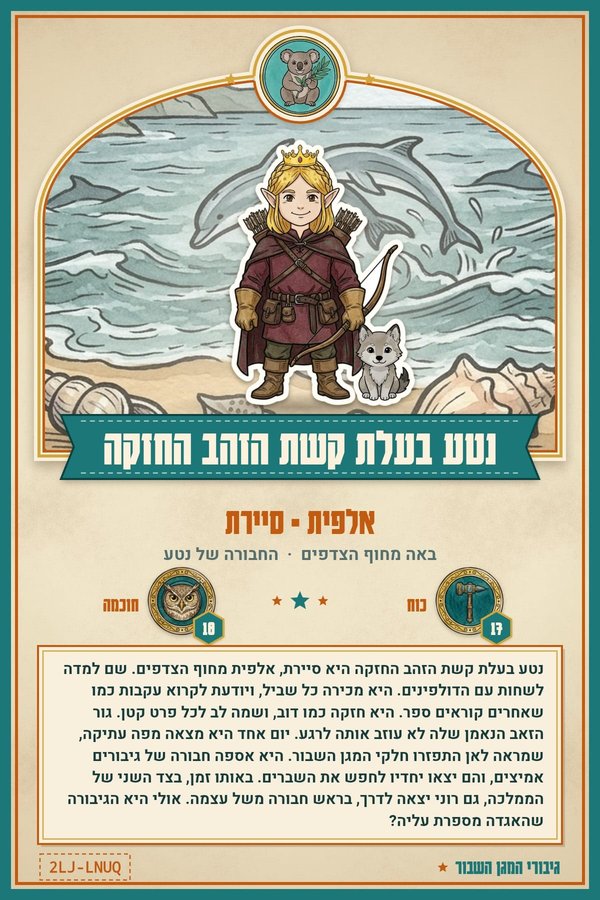 נטע בעלת קשת הזהב החזקה
אלפית ▪ סיירת
באה מחוף הצדפים · החבורה של נטע
כוח
17
חוכמה
10
נטע בעלת קשת הזהב החזקה היא סיירת, אלפית מחוף הצדפים. שם למדה
לשחות עם הדולפינים. היא מכירה כל שביל, ויודעת לקרוא עקבות כמו
שאחרים קוראים ספר. היא חזקה כמו דוב, ושמה לב לכל פרט קטן. גור
הזאב הנאמן שלה לא עוזב אותה לרגע. יום אחד היא מצאה מפה עתיקה,
שמראה לאן התפזרו חלקי המגן השבור. היא אספה חבורה של גיבורים
אמיצים, והם יצאו יחדיו לחפש את השברים. באותו זמן, בצד השני של
הממלכה, גם רוני יצאה לדרך, בראש חבורה משל עצמה. אולי היא הגיבורה
שהאגדה מספרת עליה?
גיבורי המגן השבור
2LJ-LNUQ